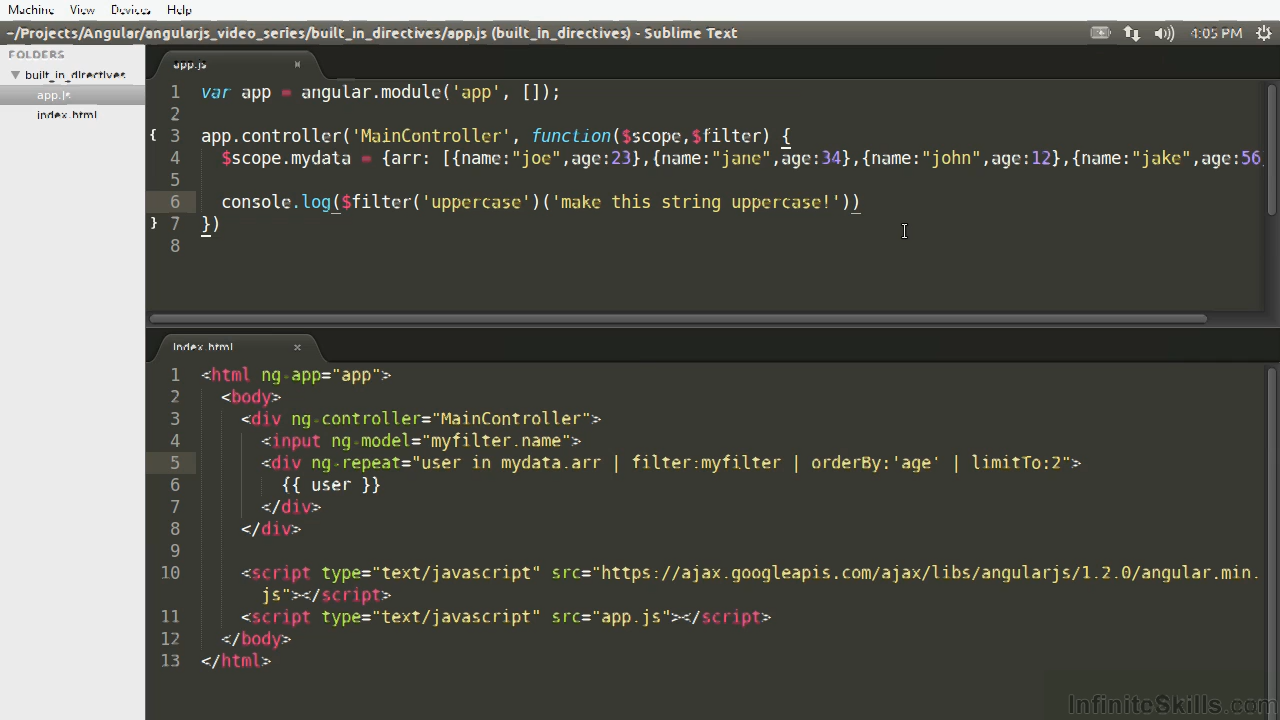 Machine View Devices Help
~/Projects/Angular/angularjs_video_series/built_in_directives/app.js (built_in_directives) - Sublime Text
4:05 PM
FOLDERS
built_in_directives
app.js
index.html
app.js ×
1 var app = angular.module('app', []);
2
3 app.controller('MainController', function($scope,$filter) {
4 $scope.mydata = {arr: [{name:"joe",age:23},{name:"jane",age:34},{name:"john",age:12},{name:"jake",age:56,
5
6 console.log($filter('uppercase')('make this string uppercase!'))
7 })
8
index.html ×
1 <html ng-app="app">
2 <body>
3 <div ng-controller="MainController">
4 <input ng-model="myfilter.name">
5 <div ng-repeat="user in mydata.arr | filter:myfilter | orderBy:'age' | limitTo:2">
6 {{ user }}
7 </div>
8 </div>
9
10 <script type="text/javascript" src="https://ajax.googleapis.com/ajax/libs/angularjs/1.2.0/angular.min.
js"></script>
11 <script type="text/javascript" src="app.js"></script>
12 </body>
13 </html>
InfiniteSkills.com